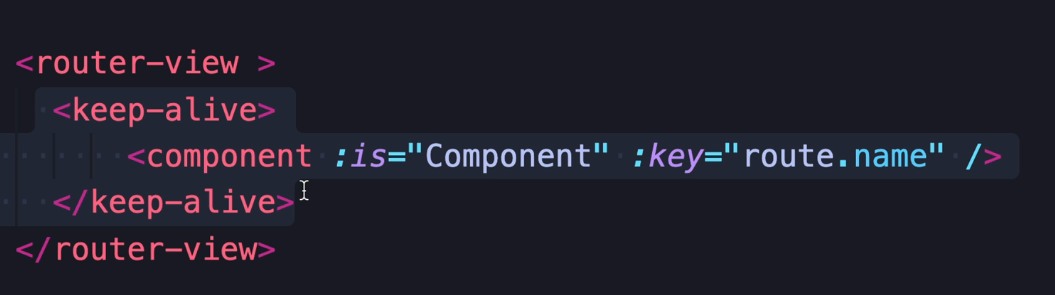 <router-view >
<keep-alive>
<component :is="Component" :key="route.name" />
</keep-alive>
</router-view>